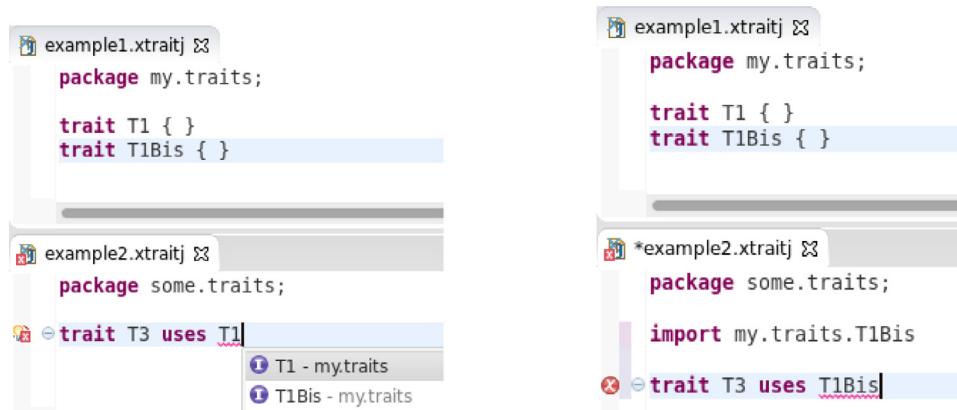 example1.xtraitj
package my.traits;
trait T1 { }
trait T1Bis { }
example2.xtraitj
package some.traits;
trait T3 uses T1
T1 - my.traits
T1Bis - my.traits
example1.xtraitj
package my.traits;
trait T1 { }
trait T1Bis { }
*example2.xtraitj
package some.traits;
import my.traits.T1Bis
trait T3 uses T1Bis